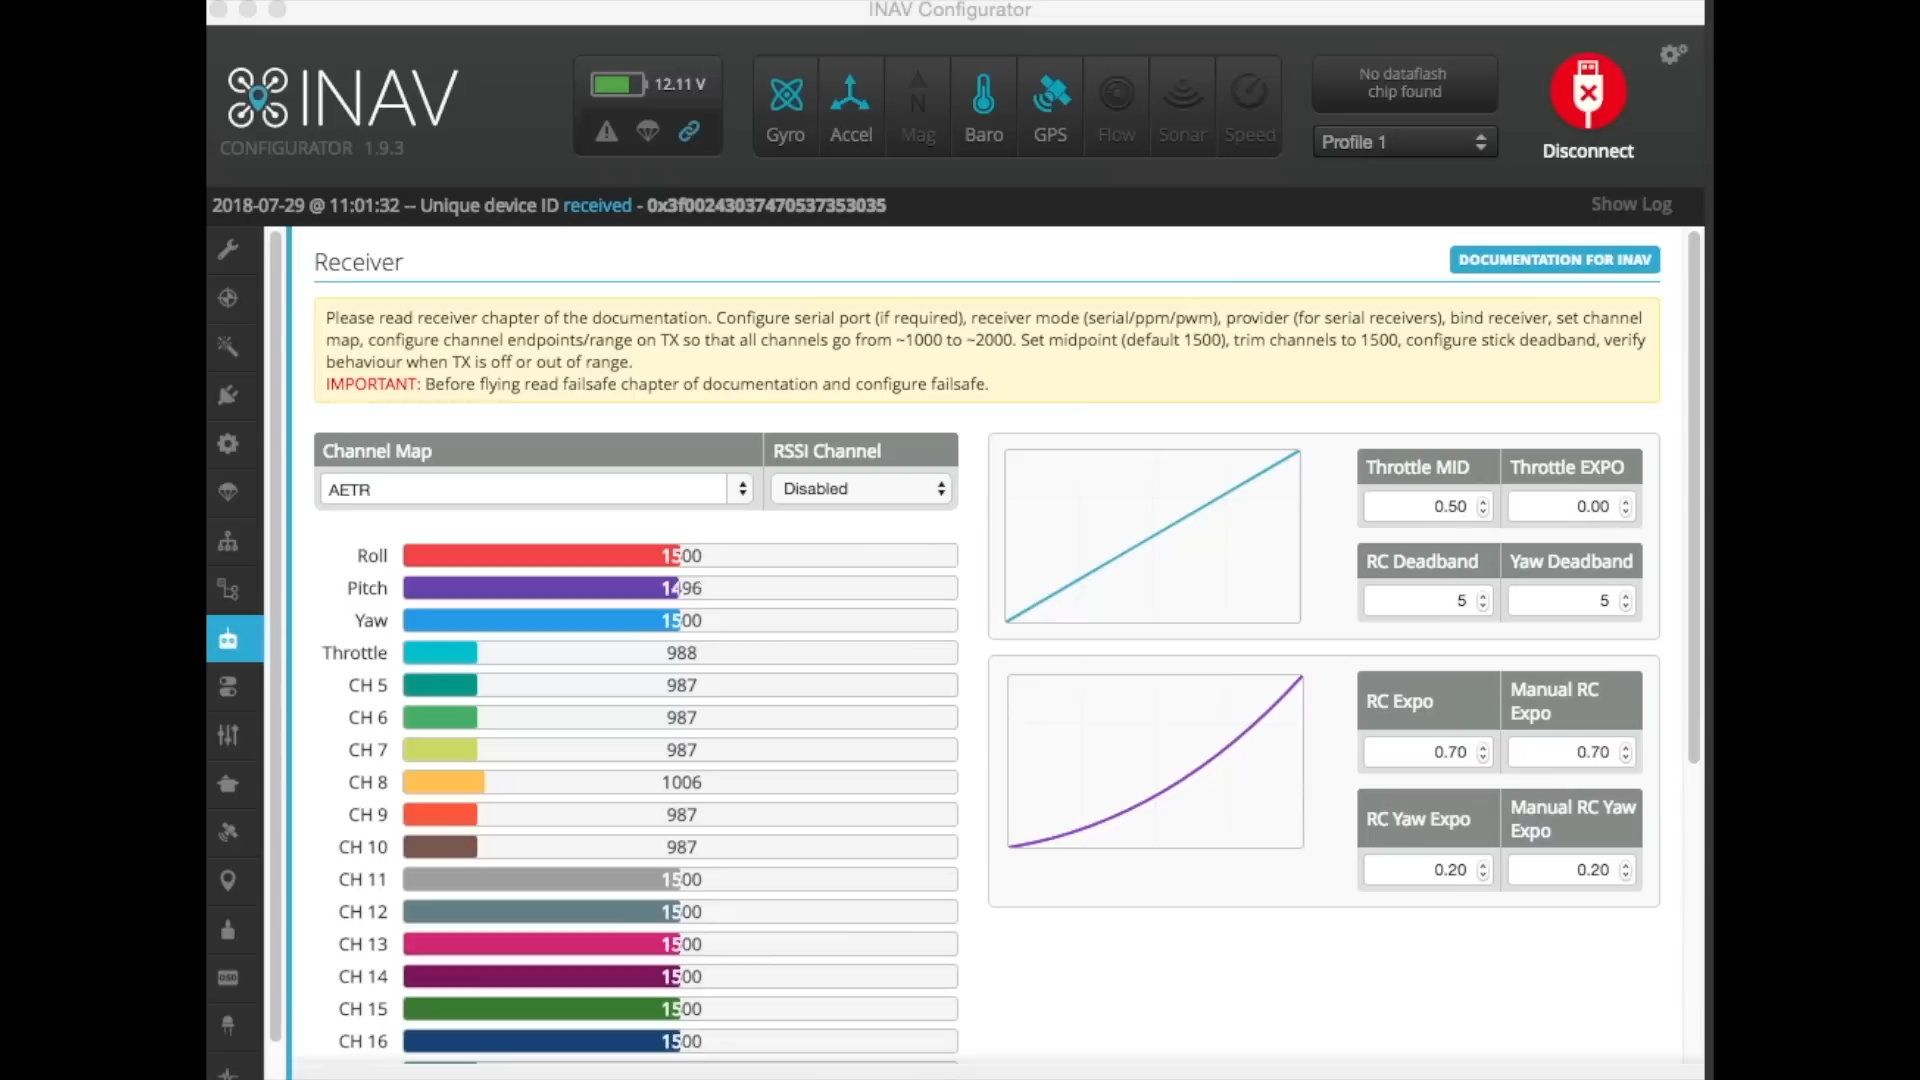 INAV Configurator
INAV
CONFIGURATOR 1.9.3
12.11 V
Gyro
Accel
N
Mag
Baro
GPS
Flow
Sonar
Speed
No dataflash
chip found
Profile 1
Disconnect
2018-07-29 @ 11:01:32 -- Unique device ID received - 0x3f00243037470537353035
Show Log
Receiver
DOCUMENTATION FOR INAV
Please read receiver chapter of the documentation. Configure serial port (if required), receiver mode (serial/ppm/pwm), provider (for serial receivers), bind receiver, set channel
map, configure channel endpoints/range on TX so that all channels go from ~1000 to ~2000. Set midpoint (default 1500), trim channels to 1500, configure stick deadband, verify
behaviour when TX is off or out of range.
IMPORTANT: Before flying read failsafe chapter of documentation and configure failsafe.
Channel Map
RSSI Channel
AETR
Disabled
Roll 1500
Pitch 1496
Yaw 1500
Throttle 988
CH 5 987
CH 6 987
CH 7 987
CH 8 1006
CH 9 987
CH 10 987
CH 11 1500
CH 12 1500
CH 13 1500
CH 14 1500
CH 15 1500
CH 16 1500
Throttle MID
Throttle EXPO
0.50
0.00
RC Deadband
Yaw Deadband
5
5
RC Expo
Manual RC
Expo
0.70
0.70
RC Yaw Expo
Manual RC Yaw
Expo
0.20
0.20
OSD